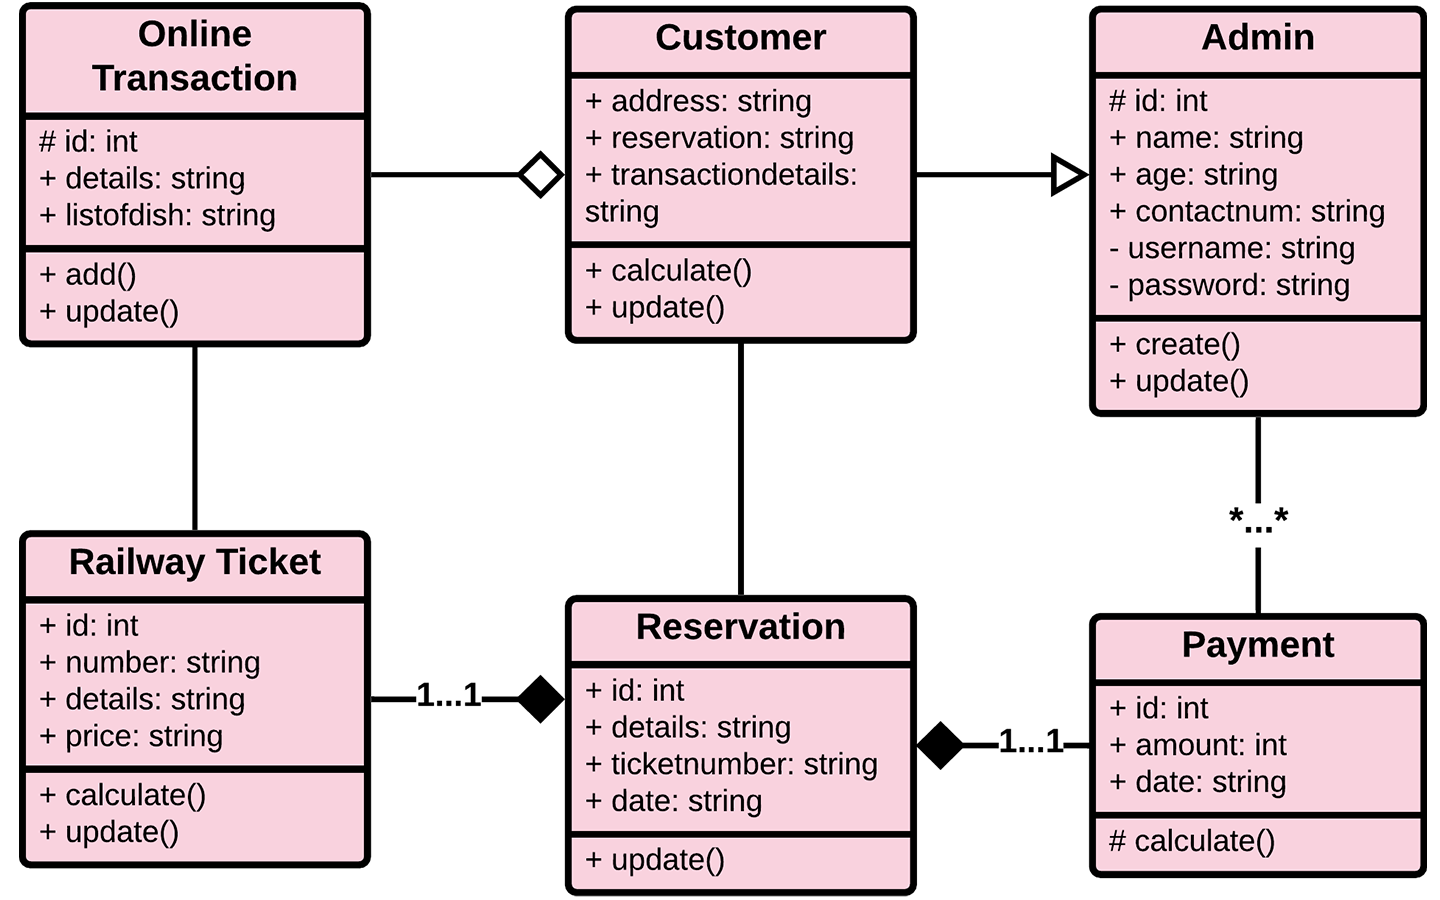 Online
Transaction
# id: int
+ details: string
+ listofdish: string
+ add()
+ update()
Customer
+ address: string
+ reservation: string
+ transactiondetails:
string
+ calculate()
+ update()
Admin
# id: int
+ name: string
+ age: string
+ contactnum: string
- username: string
- password: string
+ create()
+ update()
*...*
Railway Ticket
+ id: int
+ number: string
+ details: string
+ price: string
+ calculate()
+ update()
1...1
Reservation
+ id: int
+ details: string
+ ticketnumber: string
+ date: string
+ update()
1...1
Payment
+ id: int
+ amount: int
+ date: string
# calculate()